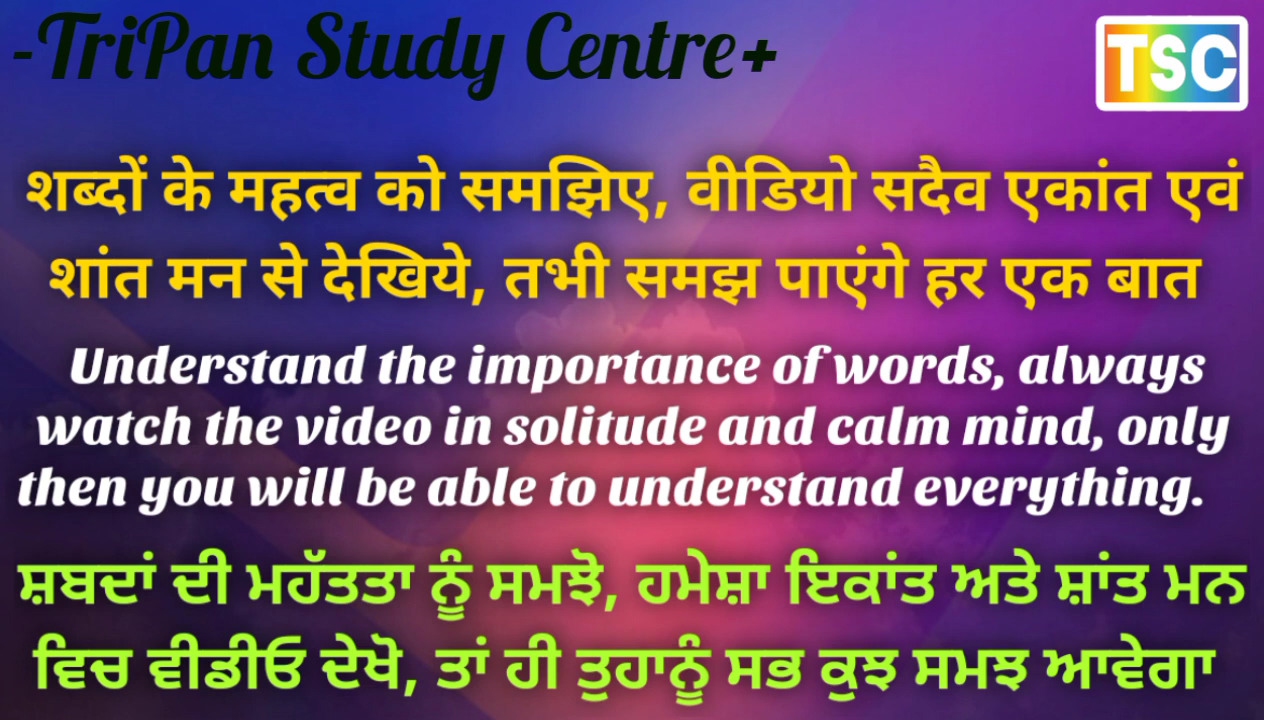 -TriPan Study Centre+
TSC
शब्दों के महत्व को समझिए, वीडियो सदैव एकांत एवं
शांत मन से देखिये, तभी समझ पाएंगे हर एक बात
Understand the importance of words, always
watch the video in solitude and calm mind, only
then you will be able to understand everything.
ਸ਼ਬਦਾਂ ਦੀ ਮਹੱਤਤਾ ਨੂੰ ਸਮਝੋ, ਹਮੇਸ਼ਾ ਇਕਾਂਤ ਅਤੇ ਸ਼ਾਂਤ ਮਨ
ਵਿਚ ਵੀਡੀਓ ਦੇਖੋ, ਤਾਂ ਹੀ ਤੁਹਾਨੂੰ ਸਭ ਕੁਝ ਸਮਝ ਆਵੇਗਾ